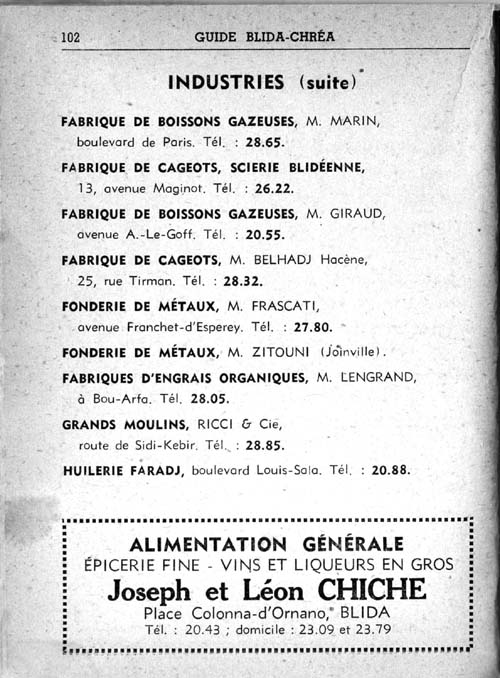 102 GUIDE BLIDA-CHRÉA
INDUSTRIES (suite)
FABRIQUE DE BOISSONS GAZEUSES, M. MARIN,
boulevard de Paris. Tél. : 28.65.
FABRIQUE DE CAGEOTS, SCIERIE BLIDÉENNE,
13, avenue Maginot. Tél. : 26.22.
FABRIQUE DE BOISSONS GAZEUSES, M. GIRAUD,
avenue A.-Le-Goff. Tél. : 20.55.
FABRIQUE DE CAGEOTS, M. BELHADJ Hacène,
25, rue Tirman. Tél. : 28.32.
FONDERIE DE MÉTAUX, M. FRASCATI,
avenue Franchet-d'Esperey. Tél. : 27.80.
FONDERIE DE MÉTAUX, M. ZITOUNI (Joinville).
FABRIQUES D'ENGRAIS ORGANIQUES, M. LENGRAND,
à Bou-Arfa. Tél. 28.05.
GRANDS MOULINS, RICCI & Cie,
route de Sidi-Kebir. Tél. : 28.85.
HUILERIE FARADJ, boulevard Louis-Sala. Tél. : 20.88.
ALIMENTATION GÉNÉRALE
ÉPICERIE FINE - VINS ET LIQUEURS EN GROS
Joseph et Léon CHICHE
Place Colonna-d'Ornano, BLIDA
Tél. : 20.43 ; domicile : 23.09 et 23.79